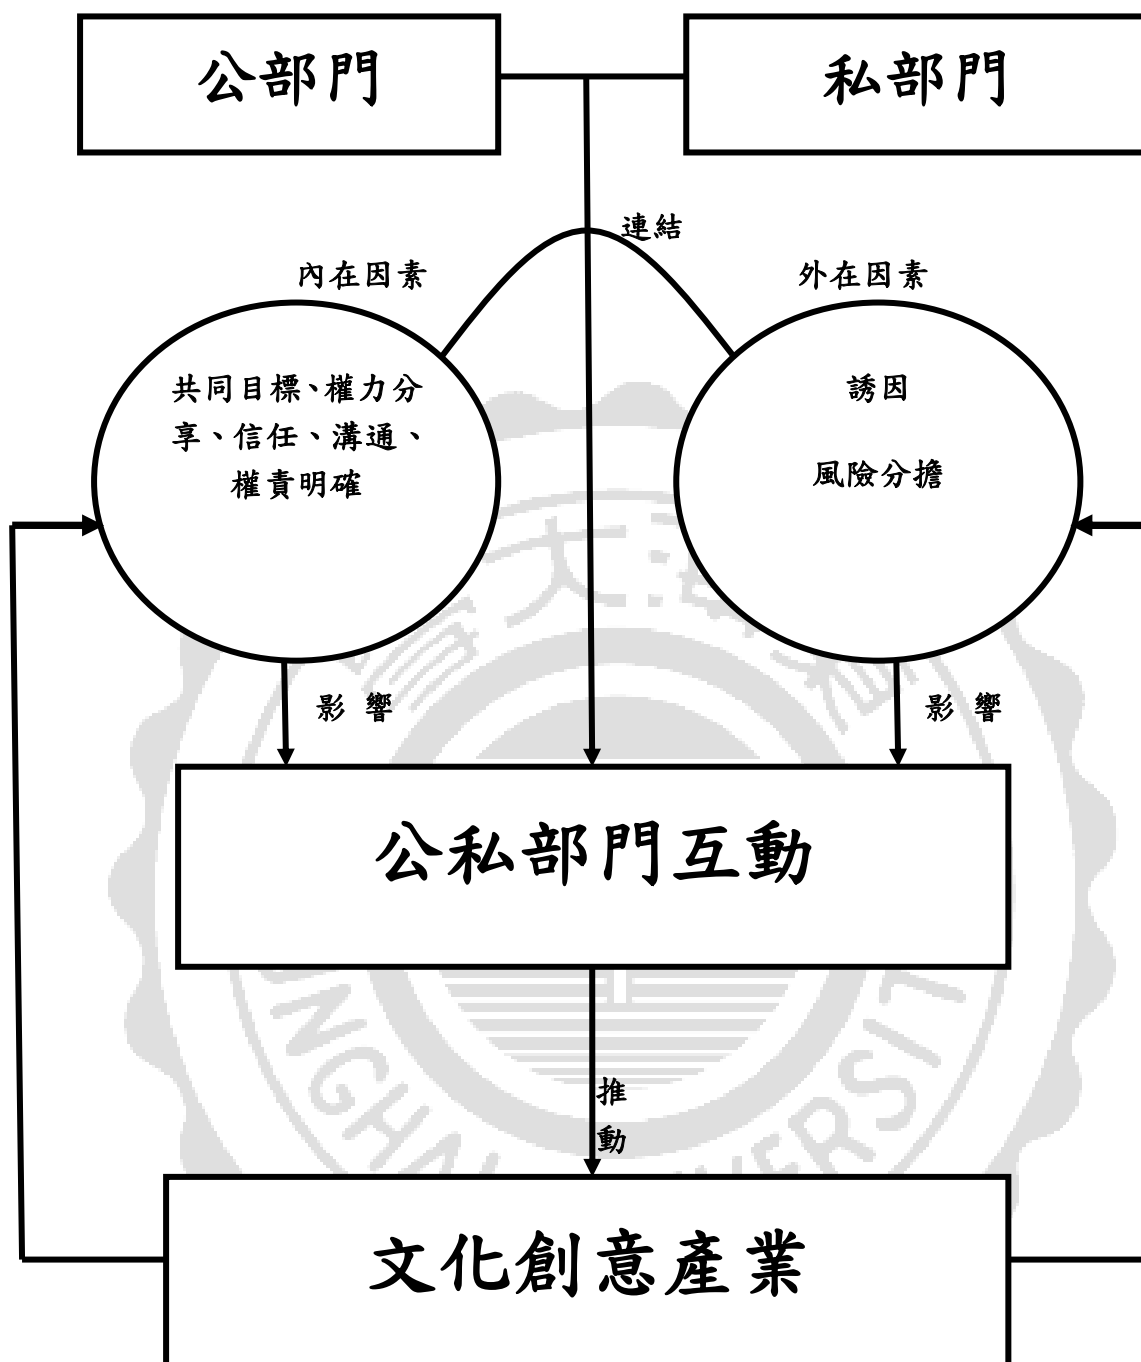 公部門
私部門
連結
內在因素
外在因素
共同目標、權力分
享、信任、溝通、
權責明確
誘因
風險分擔
影響
影響
公私部門互動
推
動
文化創意產業